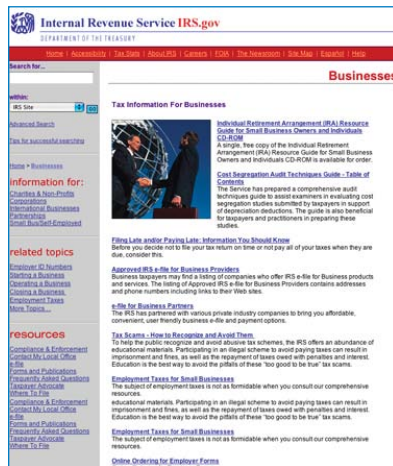 Internal Revenue Service IRS.gov
DEPARTMENT OF THE TREASURY
Home | Accessibility | Tax Stats | About IRS | Careers | FOIA | The Newsroom | Site Map | Español | Help
Search for...
within:
IRS Site
GO
Advanced Search
Tips for successful searching
Home > Businesses
information for:
Charities & Non-Profits
Corporations
International Businesses
Partnerships
Small Bus/Self-Employed
related topics
Employer ID Numbers
Starting a Business
Operating a Business
Closing a Business
Employment Taxes
More Topics ...
resources
Compliance & Enforcement
Contact My Local Office
e-file
Forms and Publications
Frequently Asked Questions
Taxpayer Advocate
Where To File
Compliance & Enforcement
Contact My Local Office
e-file
Forms and Publications
Frequently Asked Questions
Taxpayer Advocate
Where To File
Businesses
Tax Information For Businesses
Individual Retirement Arrangement (IRA) Resource
Guide for Small Business Owners and Individuals
CD-ROM
A single, free copy of the Individual Retirement
Arrangement (IRA) Resource Guide for Small Business
Owners and Individuals CD-ROM is available for order.
Cost Segregation Audit Techniques Guide - Table of
Contents
The Service has prepared a comprehensive audit
techniques guide to assist examiners in evaluating cost
segregation studies submitted by taxpayers in support
of depreciation deductions. The guide is also beneficial
for taxpayers and practitioners in preparing these
studies.
Filing Late and/or Paying Late: Information You Should Know
Before you decide not to file your tax return on time or not pay all of your taxes when they are
due, consider this.
Approved IRS e-file for Business Providers
Business taxpayers may find a listing of companies who offer IRS e-file for Business products
and services. The listing of Approved IRS e-file for Business Providers contains addresses
and phone numbers including links to their Web sites.
e-file for Business Partners
The IRS has partnered with various private industry companies to bring you affordable,
convenient, user friendly business e-file and payment options.
Tax Scams - How to Recognize and Avoid Them
To help the public recognize and avoid abusive tax schemes, the IRS offers an abundance of
educational materials. Participating in an illegal scheme to avoid paying taxes can result in
imprisonment and fines, as well as the repayment of taxes owed with penalties and interest.
Education is the best way to avoid the pitfalls of these "too good to be true" tax scams.
Employment Taxes for Small Businesses
The subject of employment taxes is not as formidable when you consult our comprehensive
resources.
educational materials. Participating in an illegal scheme to avoid paying taxes can result in
imprisonment and fines, as well as the repayment of taxes owed with penalties and interest.
Education is the best way to avoid the pitfalls of these "too good to be true" tax scams.
Employment Taxes for Small Businesses
The subject of employment taxes is not as formidable when you consult our comprehensive
resources.
Online Ordering for Employer Forms